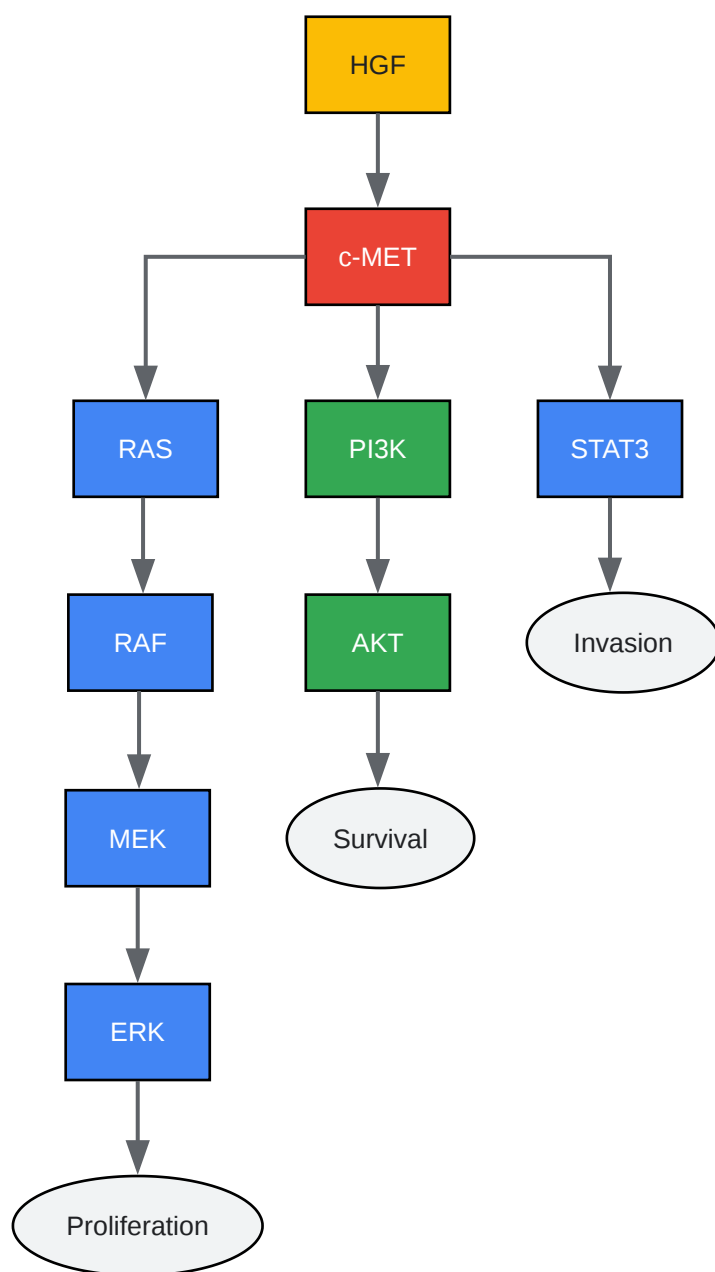 HGF
c-MET
RAS
PI3K
STAT3
RAF
AKT
Invasion
MEK
Survival
ERK
Proliferation